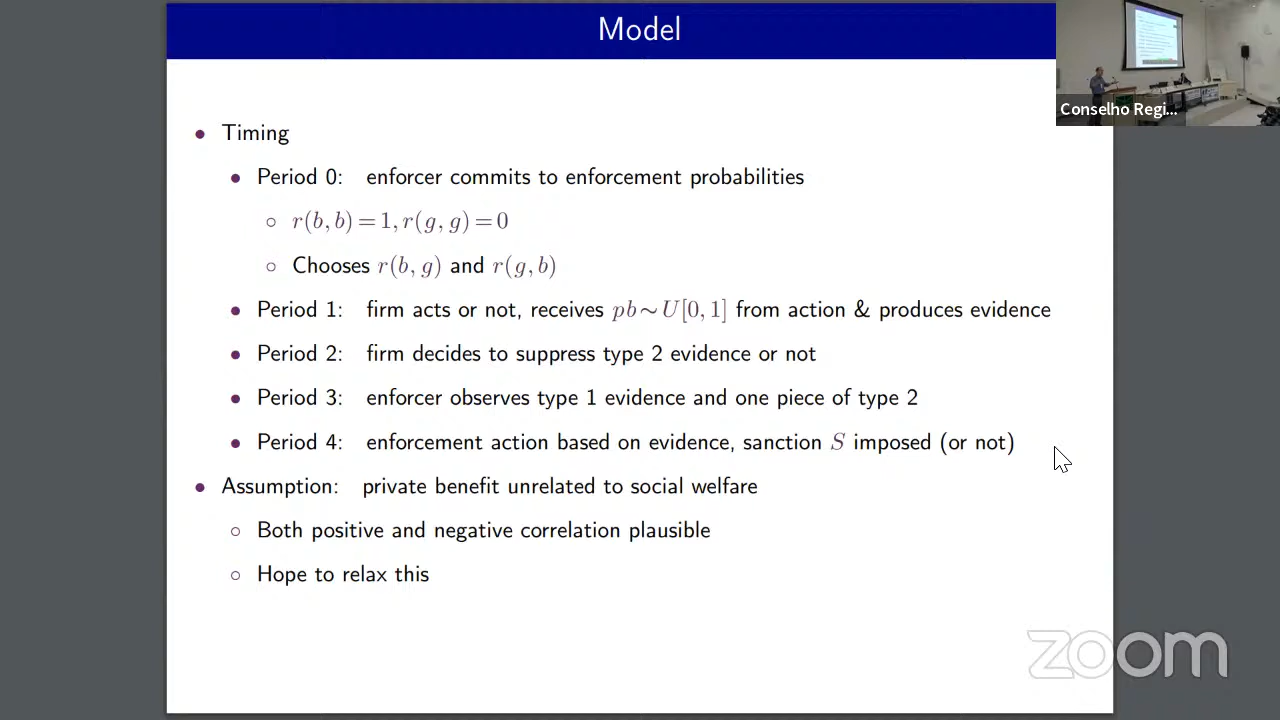 Model
Conselho Regi...
• Timing
• Period 0: enforcer commits to enforcement probabilities
○ r(b, b) = 1, r(g, g) = 0
○ Chooses r(b, g) and r(g, b)
• Period 1: firm acts or not, receives pb ~ U[0, 1] from action & produces evidence
• Period 2: firm decides to suppress type 2 evidence or not
• Period 3: enforcer observes type 1 evidence and one piece of type 2
• Period 4: enforcement action based on evidence, sanction S imposed (or not)
• Assumption: private benefit unrelated to social welfare
○ Both positive and negative correlation plausible
○ Hope to relax this
zoom